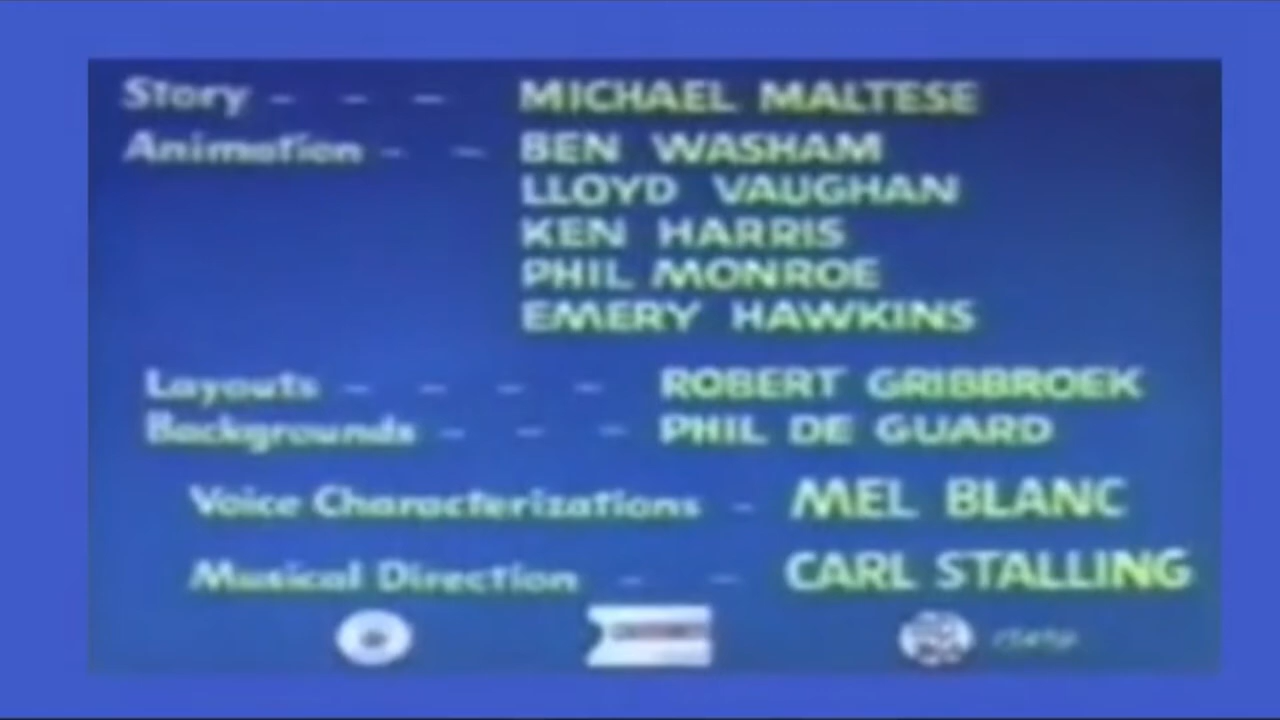 Story - - - MICHAEL MALTESE
Animation - - BEN WASHAM
LLOYD VAUGHAN
KEN HARRIS
PHIL MONROE
EMERY HAWKINS
Layouts - - - - ROBERT GRIBBROEK
Backgrounds - - - PHIL DE GUARD
Voice Characterizations - MEL BLANC
Musical Direction - - CARL STALLING